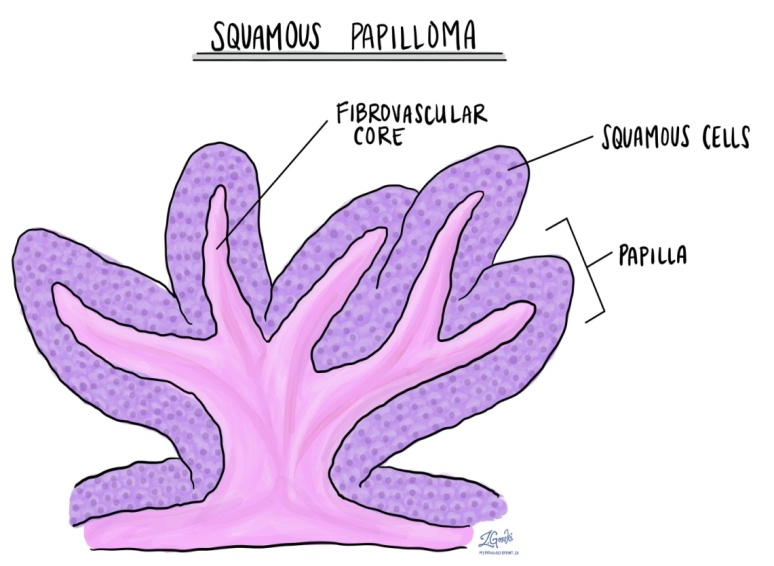 SQUAMOUS PAPILLOMA
FIBROVASCULAR
CORE
SQUAMOUS CELLS
PAPILLA